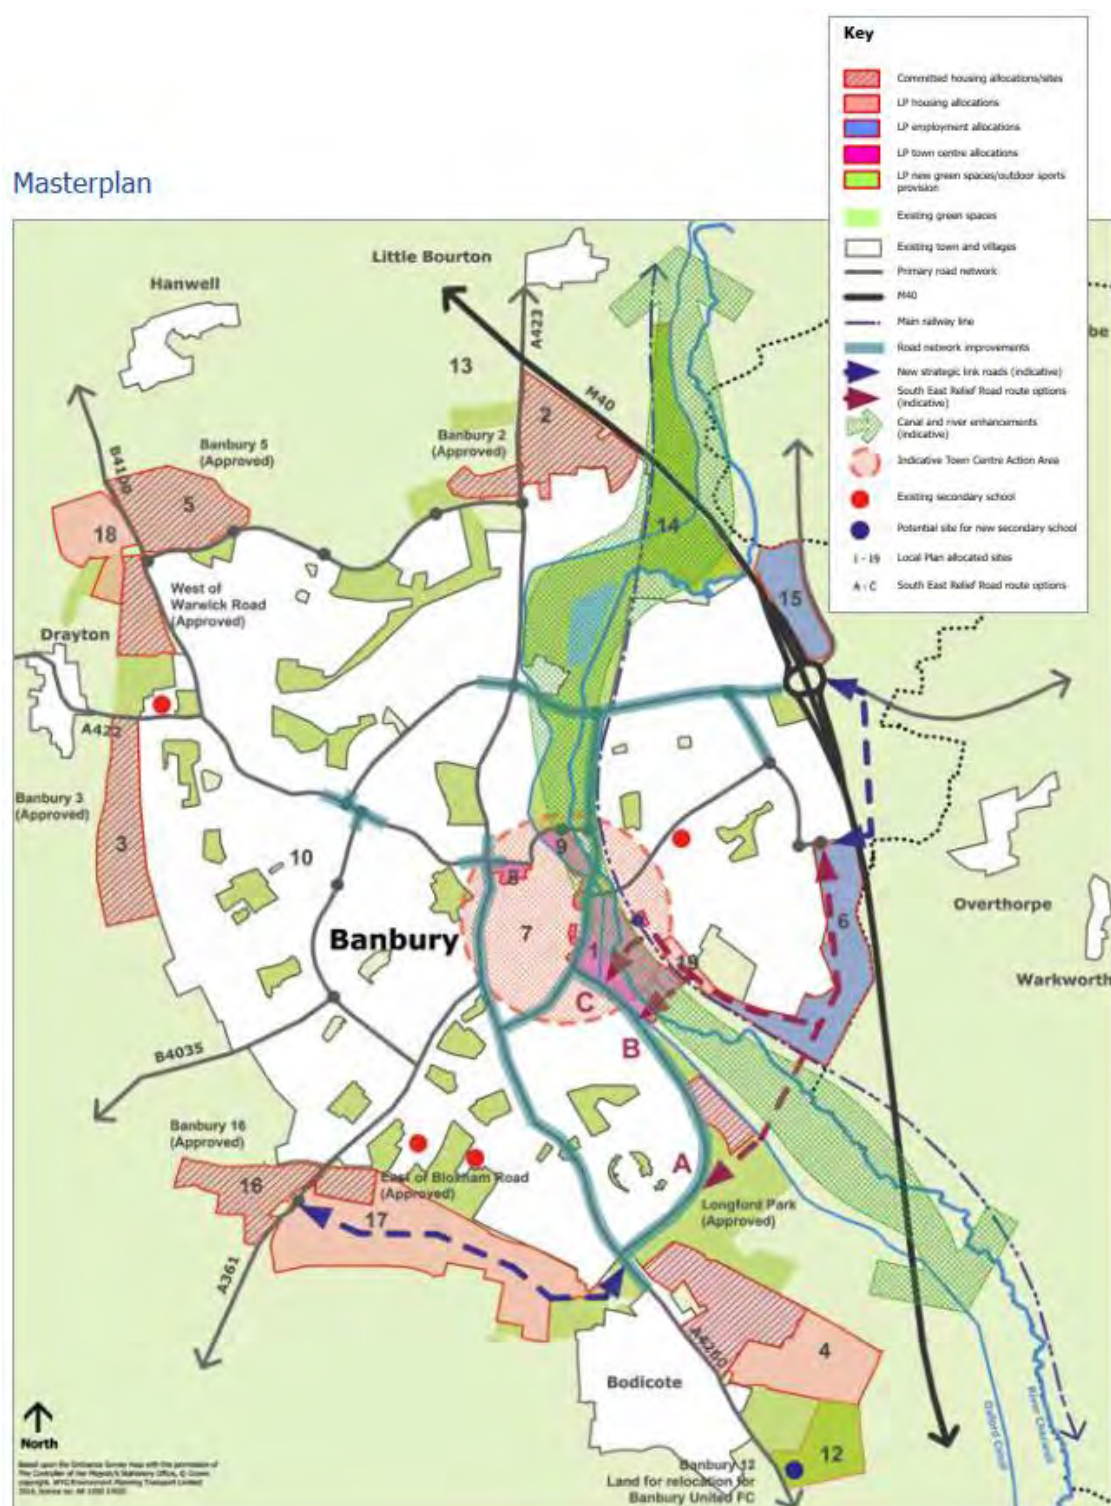 Key
Committed housing allocations/sites
LP housing allocations
LP employment allocations
LP town centre allocations
LP new green spaces/outdoor sports
provision
Existing green spaces
Existing town and villages
Primary road network
M40
Main railway line
Road network improvements
New strategic link roads (indicative)
South East Relief Road route options
(indicative)
Canal and river enhancements
(indicative)
Indicative Town Centre Action Area
Existing secondary school
Potential site for new secondary school
1 - 19 Local Plan allocated sites
A - C South East Relief Road route options
Masterplan
Little Bourton
Hanwell
A423
13
M40
2
Banbury 2
(Approved)
Banbury 5
(Approved)
B4100
5
18
14
15
West of
Warwick Road
(Approved)
Drayton
A422
Banbury 3
(Approved)
3
10
9
8
7
6
Overthorpe
Banbury
1
19
Warkworth
C
B
B4035
Banbury 16
(Approved)
A
16
East of Bloxham Road
(Approved)
17
Longford Park
(Approved)
A361
A4260
4
Bodicote
Oxford Canal
River Cherwell
North
12
Banbury 12
Land for relocation for
Banbury United FC